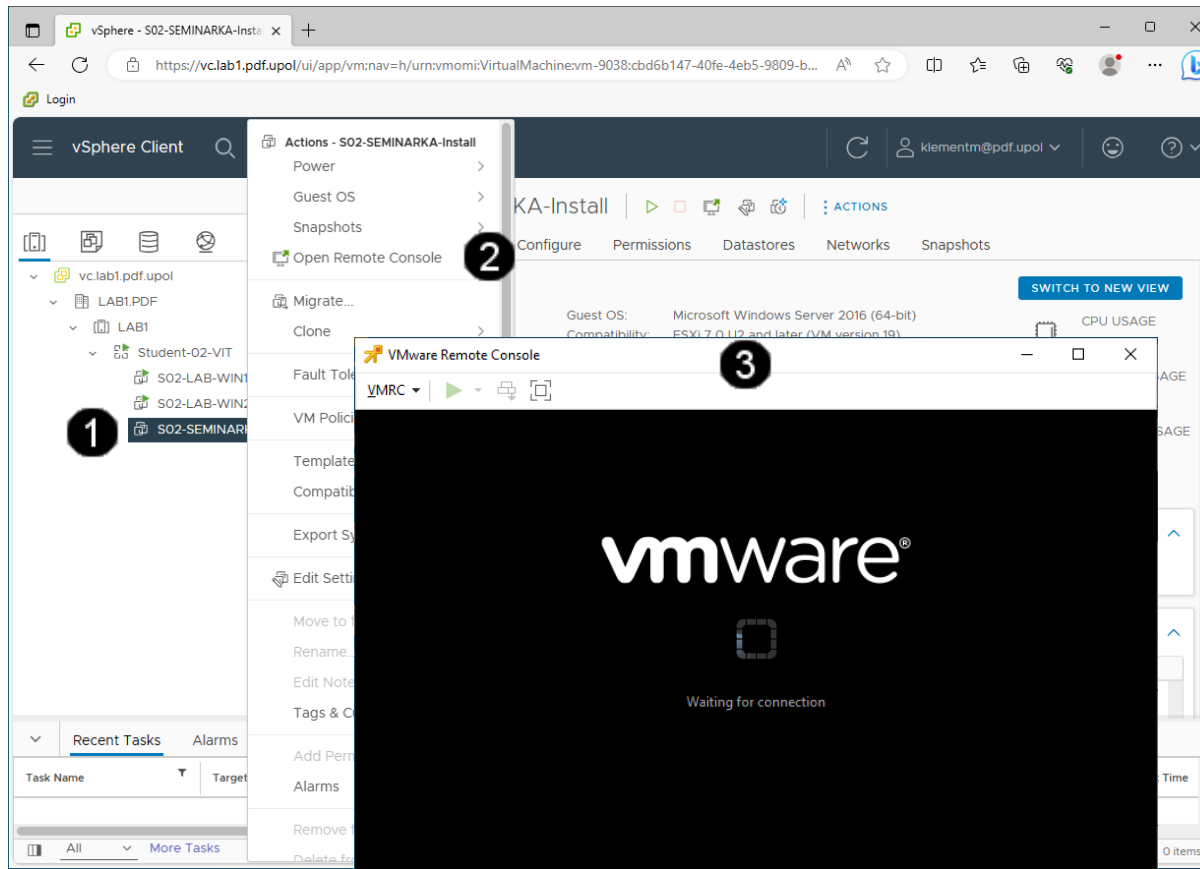 vSphere - S02-SEMINARKA-Insta
https://vc.lab1.pdf.upol/ui/app/vm;nav=h/urn:vmomi:VirtualMachine:vm-9038:cbd6b147-40fe-4eb5-9809-b...
Login
vSphere Client
klementm@pdf.upol
Actions - S02-SEMINARKA-Install
Power
Guest OS
Snapshots
Open Remote Console
2
Migrate...
Clone
Fault Tole
VM Polici
Template
Compatib
Export Sy
Edit Setti
Move to f
Rename...
Edit Note
Tags & Cu
Add Perm
Alarms
Remove f
Delete fro
KA-Install
ACTIONS
Configure Permissions Datastores Networks Snapshots
SWITCH TO NEW VIEW
Guest OS: Microsoft Windows Server 2016 (64-bit)
Compatibility: ESXi 7.0 U2 and later (VM version 19)
CPU USAGE
AGE
SAGE
vc.lab1.pdf.upol
LAB1.PDF
LAB1
Student-02-VIT
S02-LAB-WIN1
S02-LAB-WIN2
1 S02-SEMINARK
VMware Remote Console
3
VMRC
vmware®
Waiting for connection
Recent Tasks Alarms
Task Name Target Time
All More Tasks 0 items